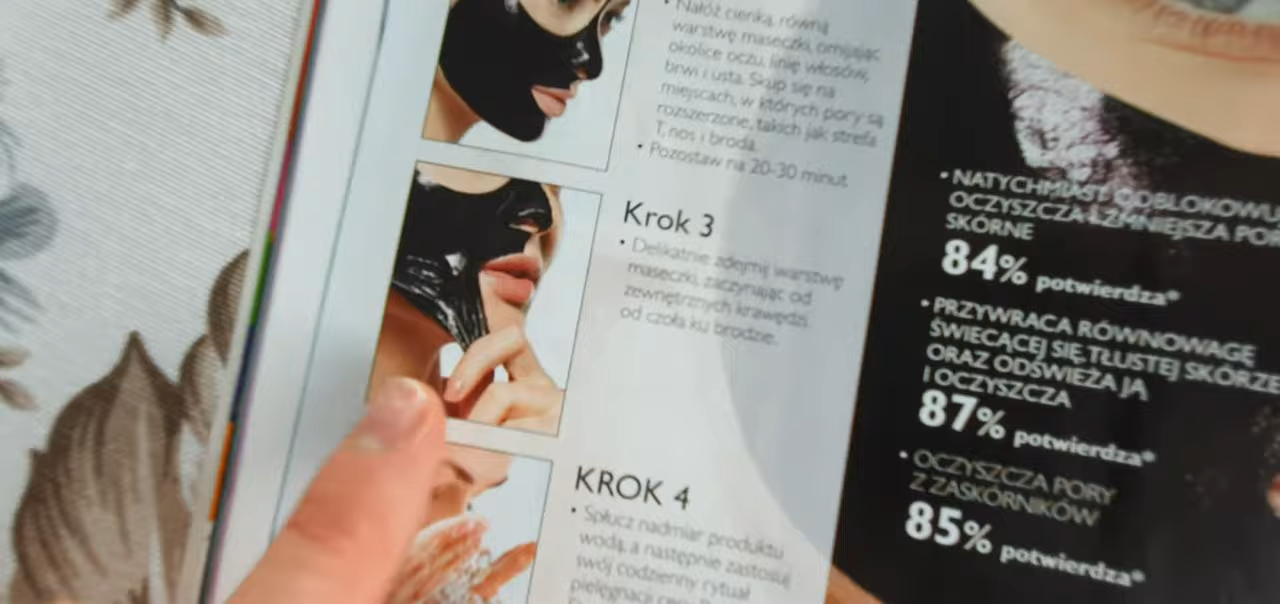 • Nałóż cienką, równą
warstwę maseczki, omijając
okolice oczu, linię włosów,
brwi i usta. Skup się na
miejscach, w których pory są
rozszerzone, takich jak strefa
T, nos i broda.
• Pozostaw na 20-30 minut
Krok 3
• Delikatnie zdejmij warstwę
maseczki, zaczynając od
zewnętrznych krawędzi
od czoła ku brodzie.
KROK 4
• Spłucz nadmiar produktu
wodą, a następnie zastosuj
swój codzienny rytuał
pielęgnacji
• NATYCHMIAST ODBLOKOWU
OCZYSZCZA I ZMNIEJSZA POR
SKÓRNE
84% potwierdza*
• PRZYWRACA RÓWNOWAGĘ
ŚWIECĄCEJ SIĘ, TŁUSTEJ SKÓRZE
ORAZ ODŚWIEŻA JĄ
I OCZYSZCZA
87% potwierdza*
• OCZYSZCZA PORY
Z ZASKÓRNIKÓW
85% potwierdza*